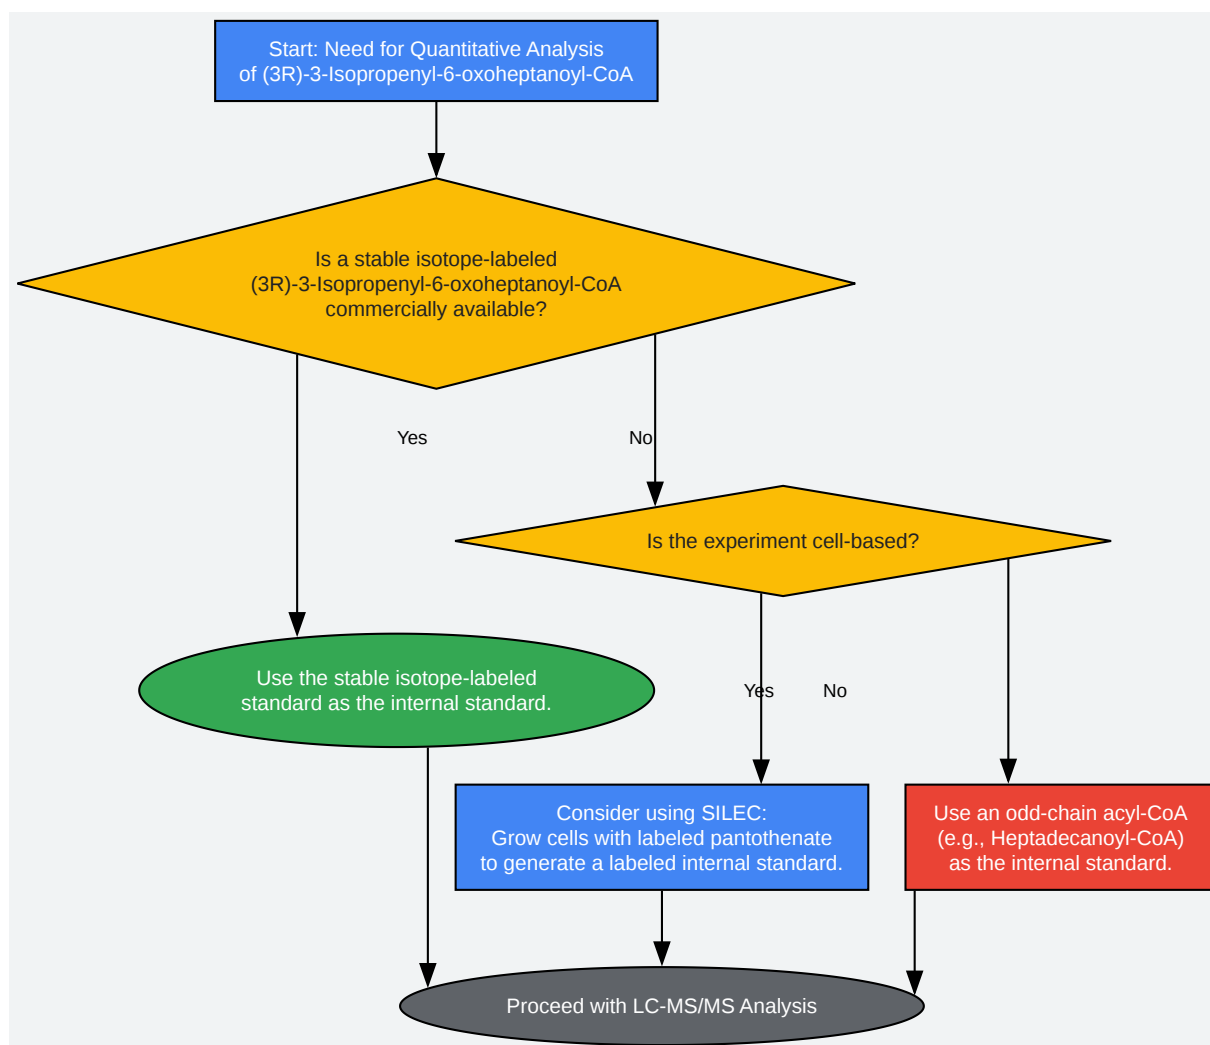 Start: Need for Quantitative Analysis
of (3R)-3-Isopropenyl-6-oxoheptanoyl-CoA
Is a stable isotope-labeled
(3R)-3-Isopropenyl-6-oxoheptanoyl-CoA
commercially available?
Yes
No
Is the experiment cell-based?
Use the stable isotope-labeled
standard as the internal standard.
Yes
No
Consider using SILEC:
Grow cells with labeled pantothenate
to generate a labeled internal standard.
Use an odd-chain acyl-CoA
(e.g., Heptadecanoyl-CoA)
as the internal standard.
Proceed with LC-MS/MS Analysis